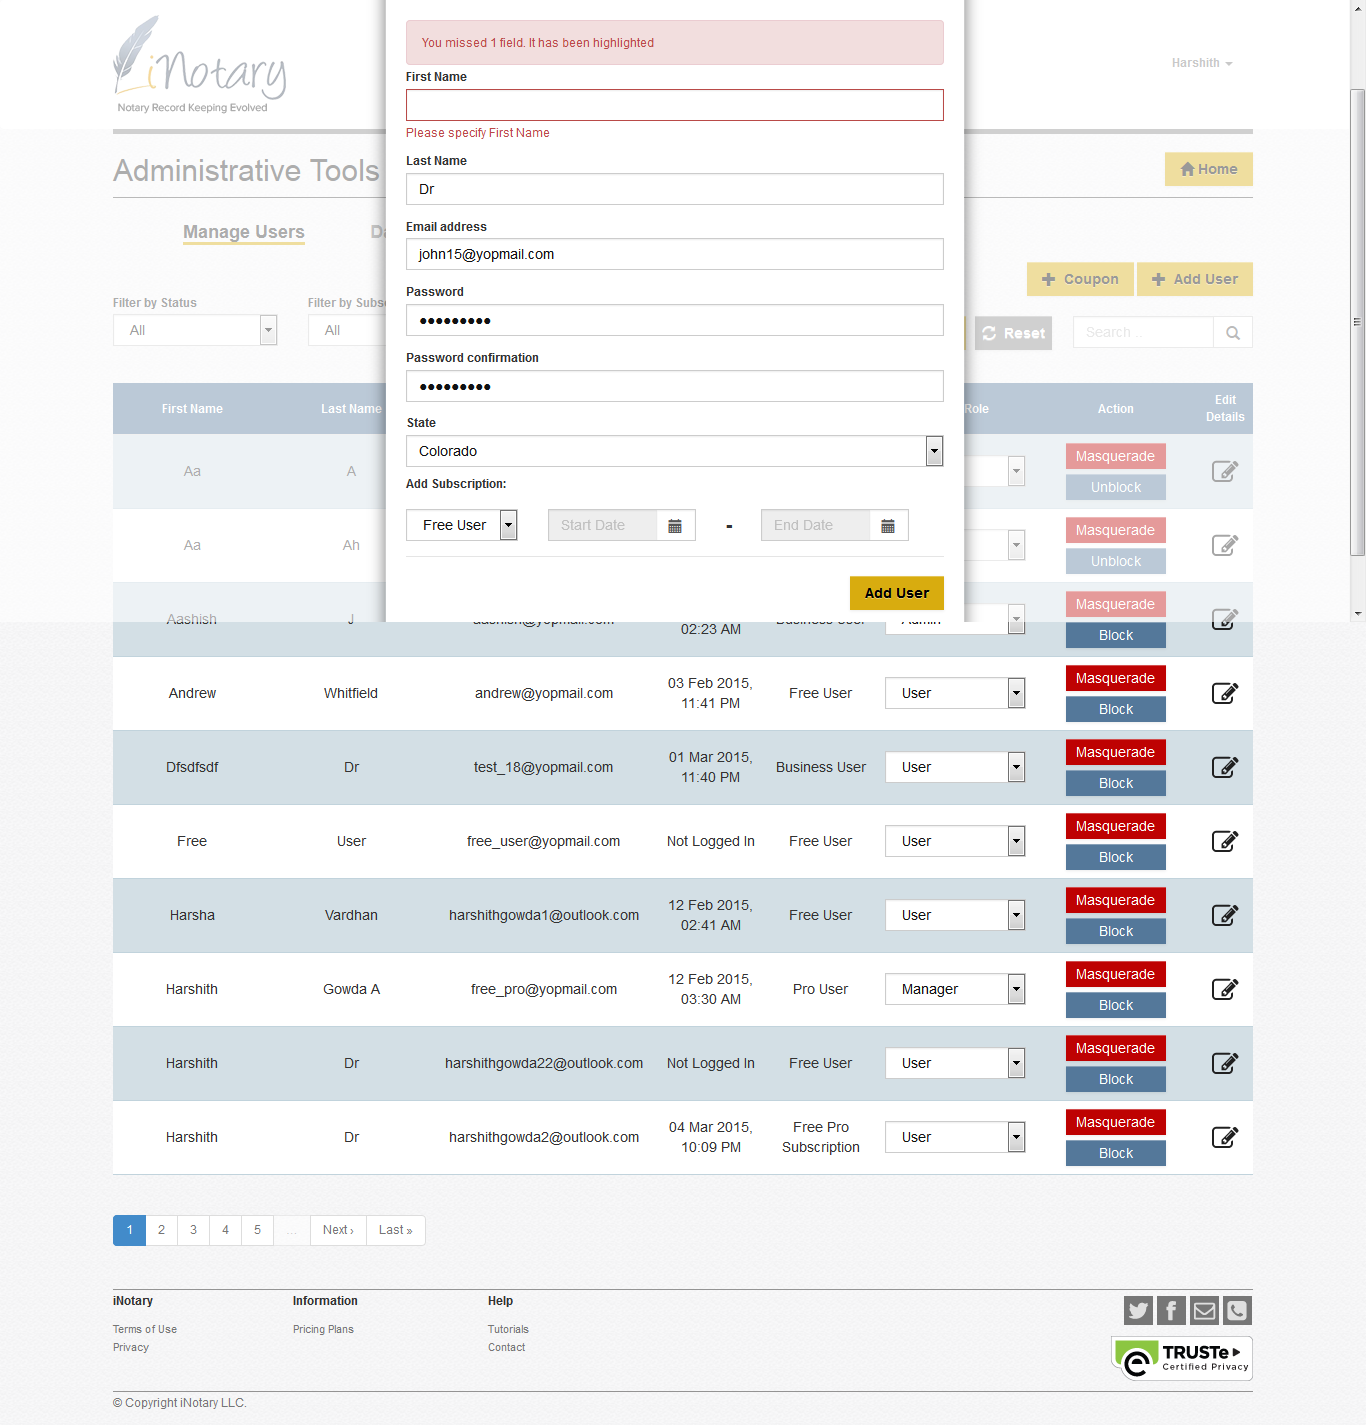 iNotary
Notary Record Keeping Evolved
Harshith
You missed 1 field. It has been highlighted
First Name
Please specify First Name
Last Name
Dr
Email address
john15@yopmail.com
Password
•••••••••
Password confirmation
•••••••••
State
Colorado
Add Subscription:
Free User Start Date - End Date
Add User
Administrative Tools
Home
Manage Users
Coupon Add User
Filter by Status
All
All
Reset Search ..
First Name Last Name Role Action Edit Details
Aa A Masquerade Unblock
Aa Ah Masquerade Unblock
Aashish J aashish@yopmail.com 02:23 AM Business User Admin Masquerade Block
Andrew Whitfield andrew@yopmail.com 03 Feb 2015, 11:41 PM Free User User Masquerade Block
Dfsdfsdf Dr test_18@yopmail.com 01 Mar 2015, 11:40 PM Business User User Masquerade Block
Free User free_user@yopmail.com Not Logged In Free User User Masquerade Block
Harsha Vardhan harshithgowda1@outlook.com 12 Feb 2015, 02:41 AM Free User User Masquerade Block
Harshith Gowda A free_pro@yopmail.com 12 Feb 2015, 03:30 AM Pro User Manager Masquerade Block
Harshith Dr harshithgowda22@outlook.com Not Logged In Free User User Masquerade Block
Harshith Dr harshithgowda2@outlook.com 04 Mar 2015, 10:09 PM Free Pro Subscription User Masquerade Block
1 2 3 4 5 ... Next › Last »
iNotary
Terms of Use
Privacy
Information
Pricing Plans
Help
Tutorials
Contact
TRUSTe
Certified Privacy
© Copyright iNotary LLC.